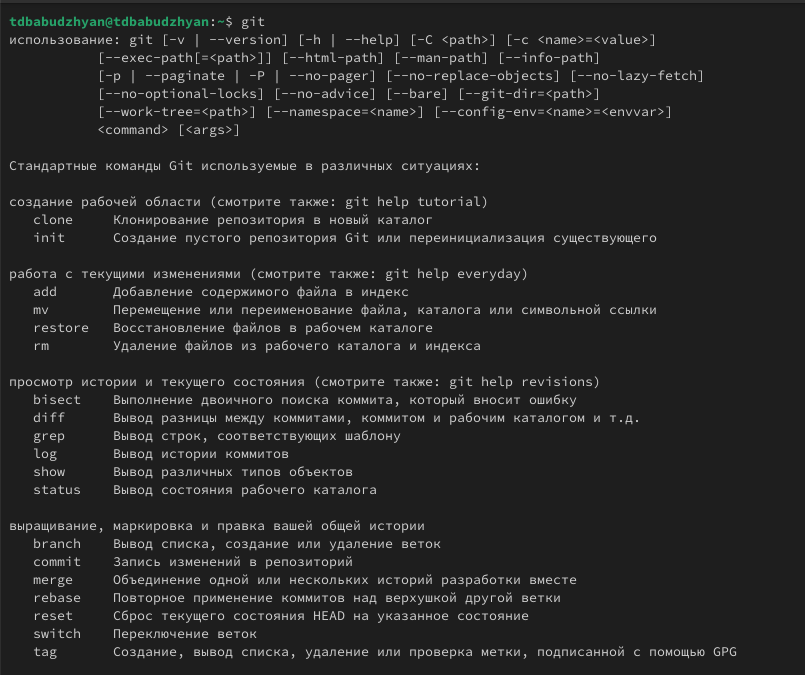 tdbabudzhyan@tdbabudzhyan:~$ git
использование: git [-v | --version] [-h | --help] [-C <path>] [-c <name>=<value>]
           [--exec-path[=<path>]] [--html-path] [--man-path] [--info-path]
           [-p | --paginate | -P | --no-pager] [--no-replace-objects] [--no-lazy-fetch]
           [--no-optional-locks] [--no-advice] [--bare] [--git-dir=<path>]
           [--work-tree=<path>] [--namespace=<name>] [--config-env=<name>=<envvar>]
           <command> [<args>]

Стандартные команды Git используемые в различных ситуациях:

создание рабочей области (смотрите также: git help tutorial)
   clone     Клонирование репозитория в новый каталог
   init      Создание пустого репозитория Git или переинициализация существующего

работа с текущими изменениями (смотрите также: git help everyday)
   add       Добавление содержимого файла в индекс
   mv        Перемещение или переименование файла, каталога или символьной ссылки
   restore   Восстановление файлов в рабочем каталоге
   rm        Удаление файлов из рабочего каталога и индекса

просмотр истории и текущего состояния (смотрите также: git help revisions)
   bisect    Выполнение двоичного поиска коммита, который вносит ошибку
   diff      Вывод разницы между коммитами, коммитом и рабочим каталогом и т.д.
   grep      Вывод строк, соответствующих шаблону
   log       Вывод истории коммитов
   show      Вывод различных типов объектов
   status    Вывод состояния рабочего каталога

выращивание, маркировка и правка вашей общей истории
   branch    Вывод списка, создание или удаление веток
   commit    Запись изменений в репозиторий
   merge     Объединение одной или нескольких историй разработки вместе
   rebase    Повторное применение коммитов над верхушкой другой ветки
   reset     Сброс текущего состояния HEAD на указанное состояние
   switch    Переключение веток
   tag       Создание, вывод списка, удаление или проверка метки, подписанной с помощью GPG